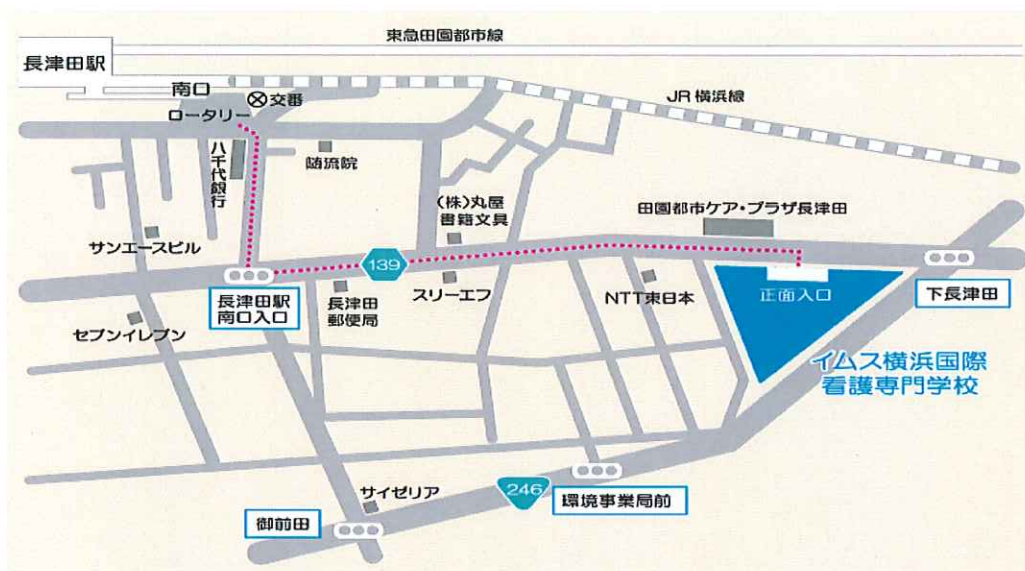 東急田園都市線
長津田駅
南口
交番
ロータリー
JR横浜線
八千代銀行
随流院
(株)丸屋
書籍文具
田園都市ケア・プラザ長津田
サンエースビル
139
長津田駅
南口入口
長津田
郵便局
スリーエフ
NTT東日本
正面入口
下長津田
セブンイレブン
イムス横浜国際
看護専門学校
サイゼリア
246
環境事業局前
御前田